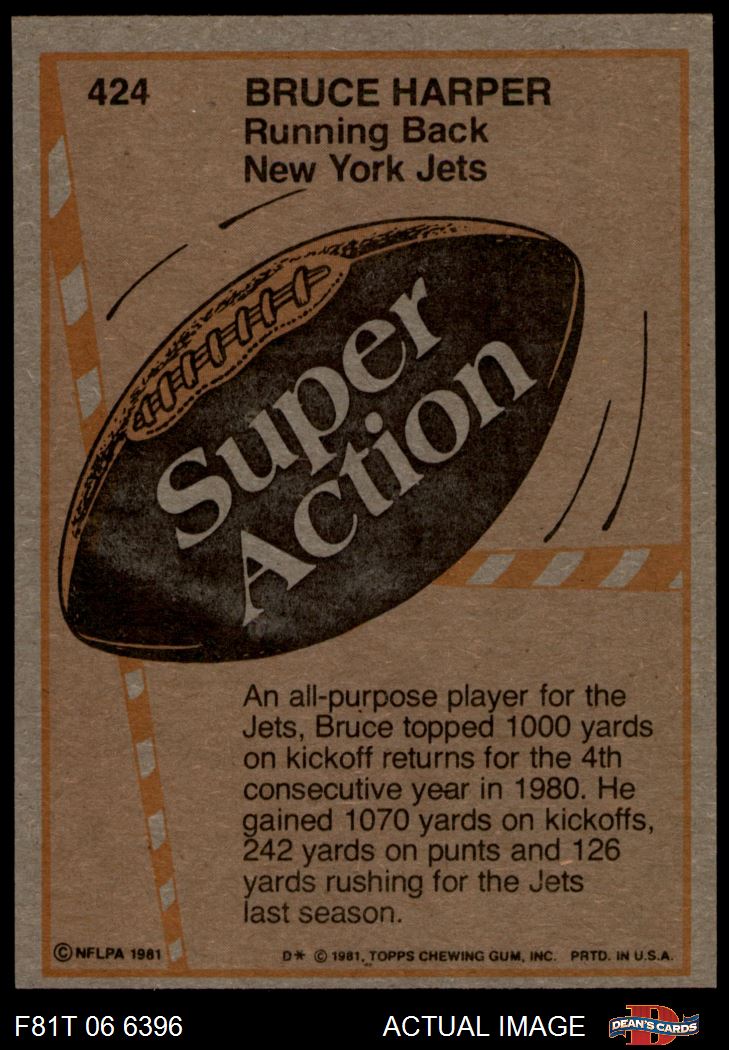 424
BRUCE HARPER
Running Back
New York Jets
Super
Action
An all-purpose player for the
Jets, Bruce topped 1000 yards
on kickoff returns for the 4th
consecutive year in 1980. He
gained 1070 yards on kickoffs,
242 yards on punts and 126
yards rushing for the Jets
last season.
© NFLPA 1981
D* © 1981, TOPPS CHEWING GUM, INC. PRTD. IN U.S.A.
F81T 06 6396
ACTUAL IMAGE
D
DEAN'S CARDS